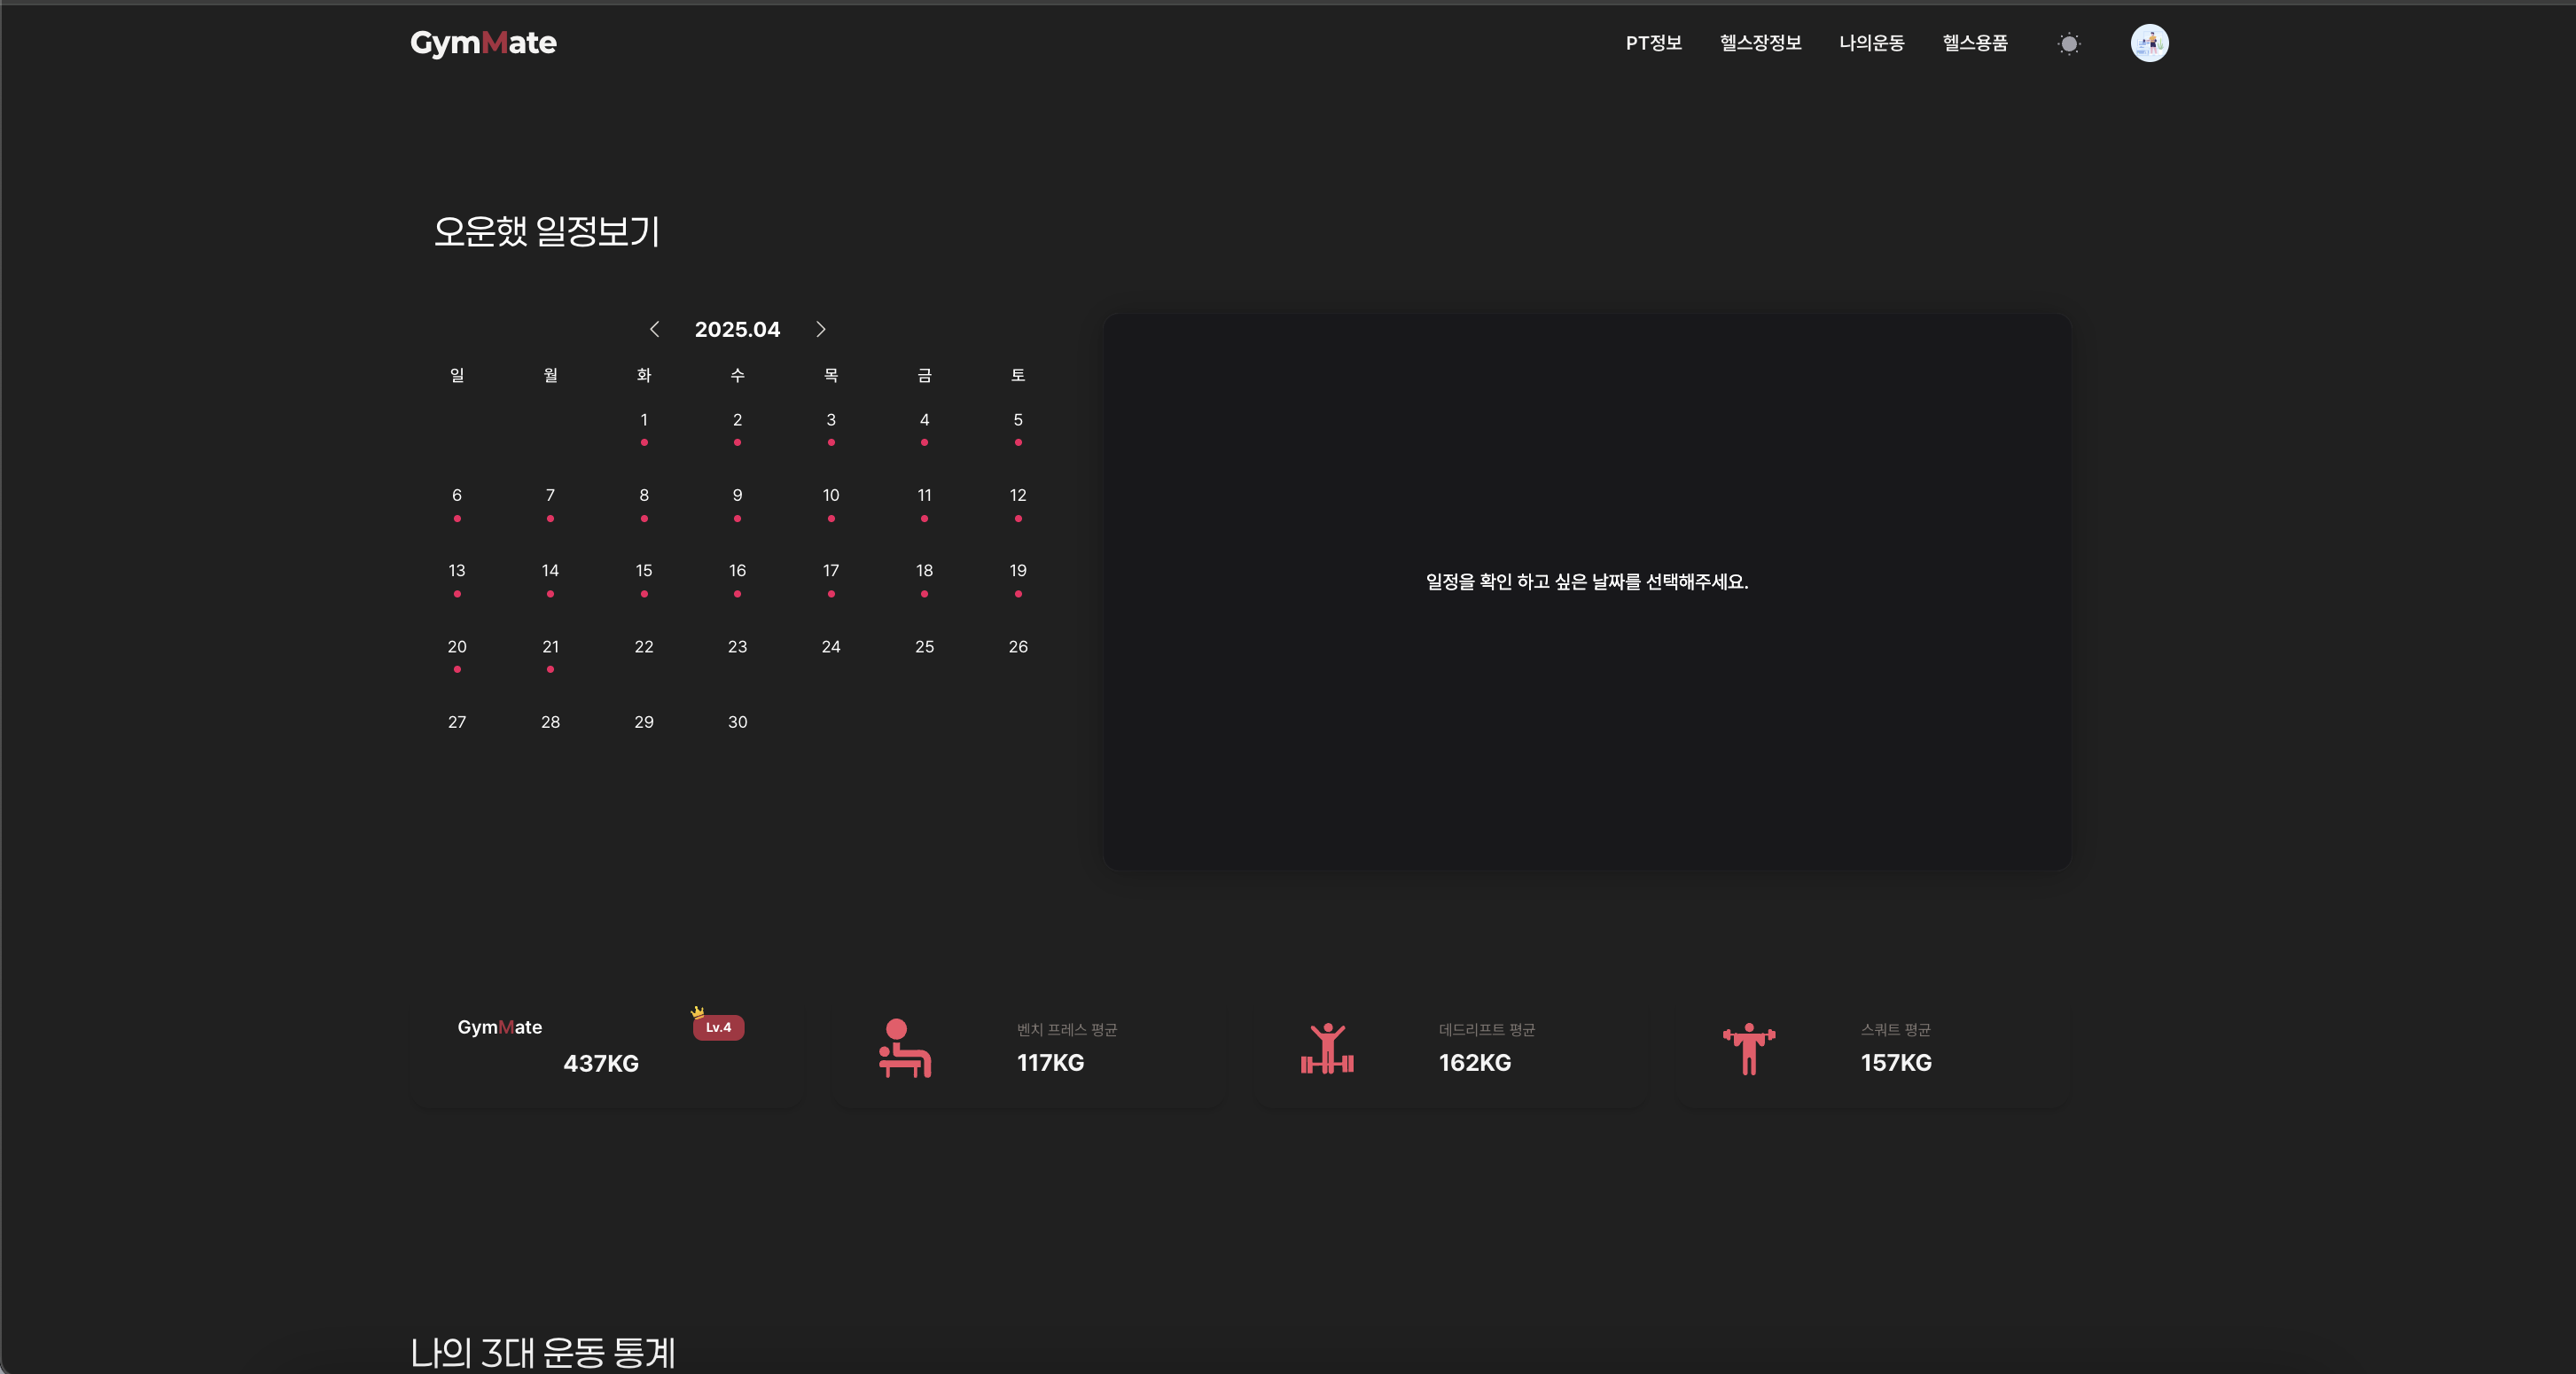 GymMate
PT정보 헬스장정보 나의운동 헬스용품
오운했 일정보기
2025.04
일 월 화 수 목 금 토
1 2 3 4 5
6 7 8 9 10 11 12
13 14 15 16 17 18 19
20 21 22 23 24 25 26
27 28 29 30
일정을 확인 하고 싶은 날짜를 선택해주세요.
GymMate Lv.4
437KG
벤치 프레스 평균
117KG
데드리프트 평균
162KG
스쿼트 평균
157KG
나의 3대 운동 통계